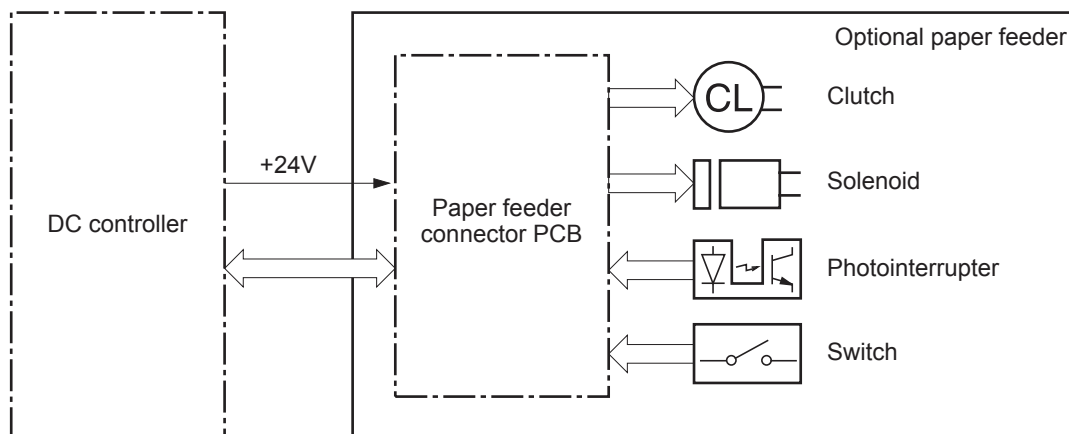 Optional paper feeder
CL
Clutch
+24V
Solenoid
DC controller
Paper feeder
connector PCB
Photointerrupter
Switch